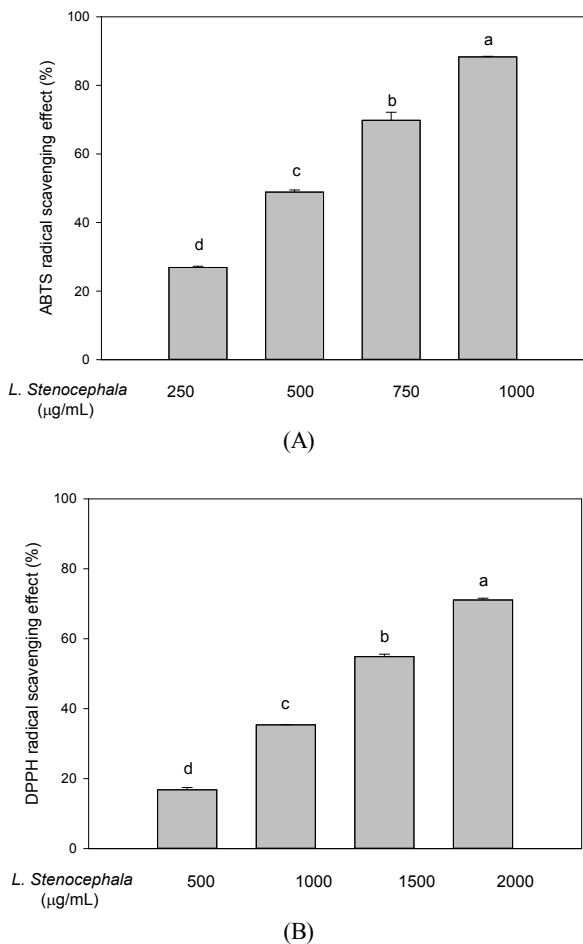 100
80
60
40
20
0
ABTS radical scavenging effect (%)
a
b
c
d
L. Stenocephala 250 500 750 1000
(μg/mL)
(A)
100
80
60
40
20
0
DPPH radical scavenging effect (%)
a
b
c
d
L. Stenocephala 500 1000 1500 2000
(μg/mL)
(B)